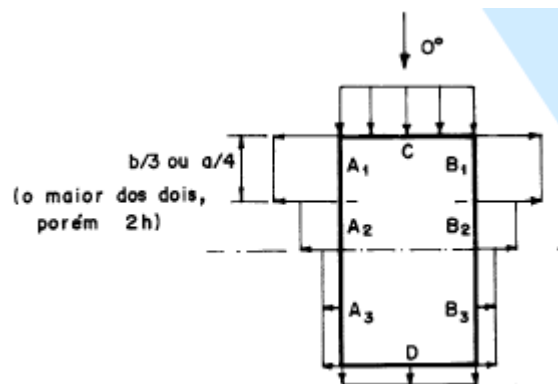 0°
C
b/3 ou a/4
(o maior dos dois,
porém 2h)
A1 B1
A2 B2
A3 B3
D